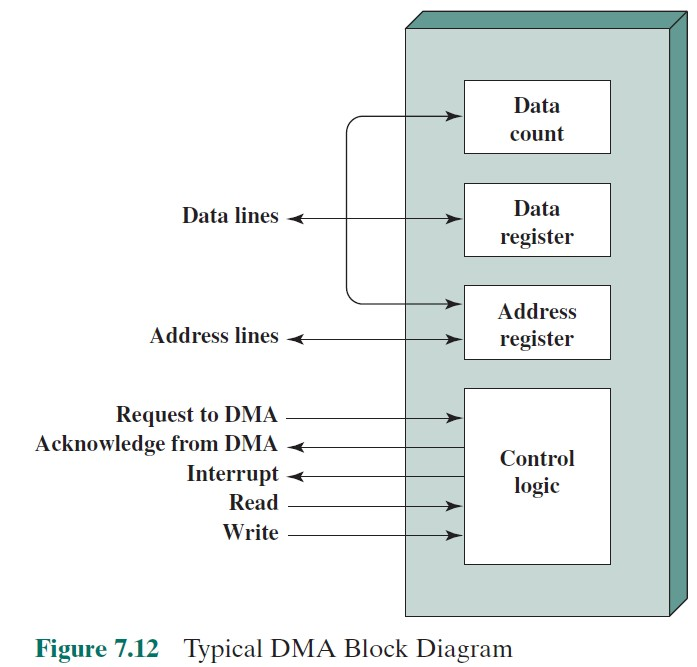 Data
count
Data lines
Data
register
Address
register
Address lines
Request to DMA
Acknowledge from DMA
Interrupt
Read
Write
Control
logic
Figure 7.12 Typical DMA Block Diagram